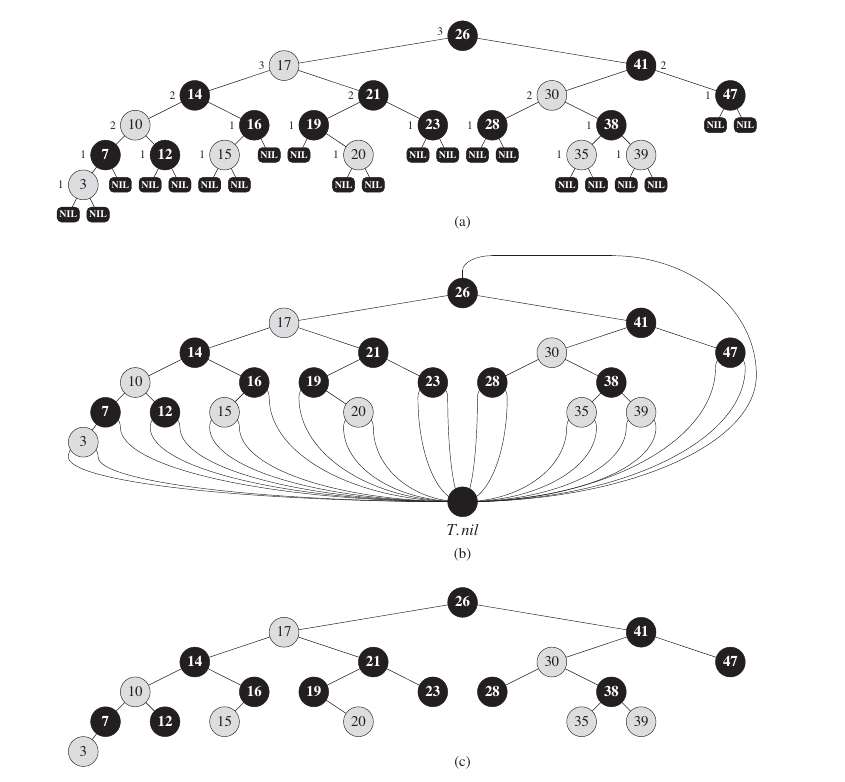 3 26
3 17 41 2
2 14 2 21 2 30 1 47
2 10 1 16 1 19 1 23 1 28 1 38 NIL NIL
1 7 1 12 1 15 NIL NIL 1 20 NIL NIL NIL NIL 1 35 1 39
1 3 NIL NIL NIL NIL NIL NIL NIL NIL NIL NIL NIL
NIL NIL
(a)
26
17 41
14 21 30 47
10 16 19 23 28 38
7 12 15 20 35 39
3
T.nil
(b)
26
17 41
14 21 30 47
10 16 19 23 28 38
7 12 15 20 35 39
3
(c)